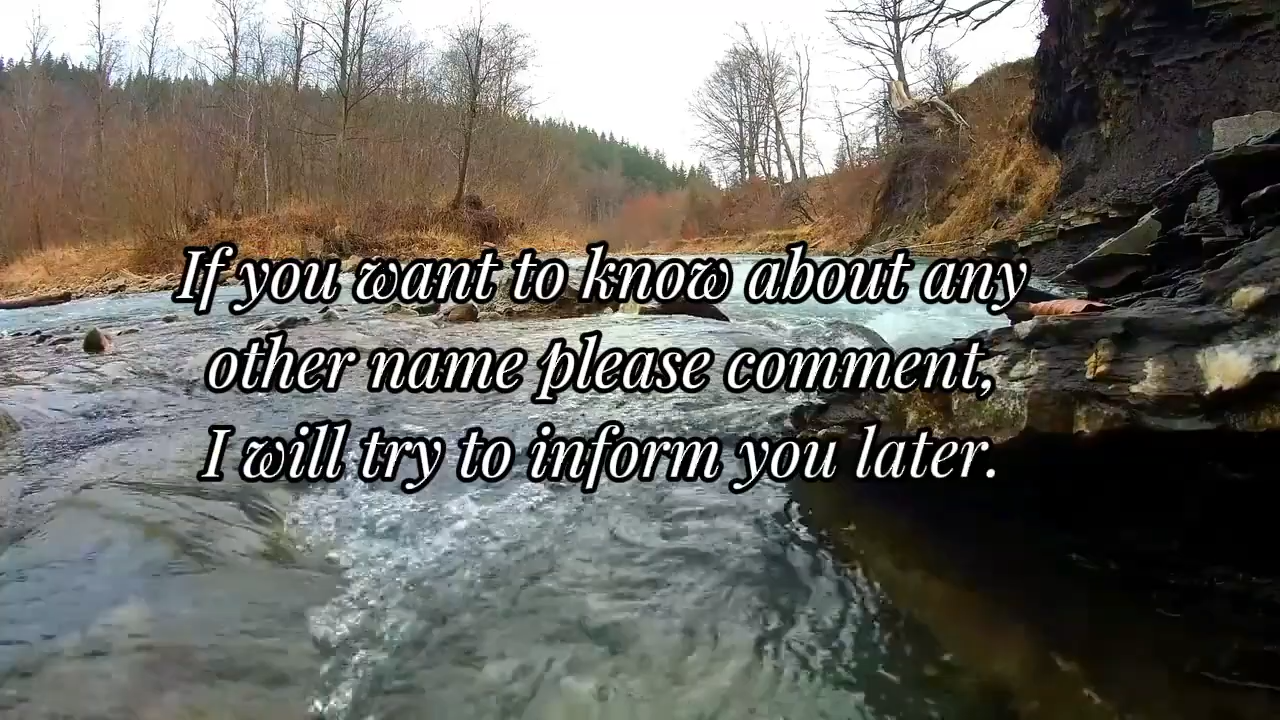 If you want to know about any
other name please comment,
I will try to inform you later.